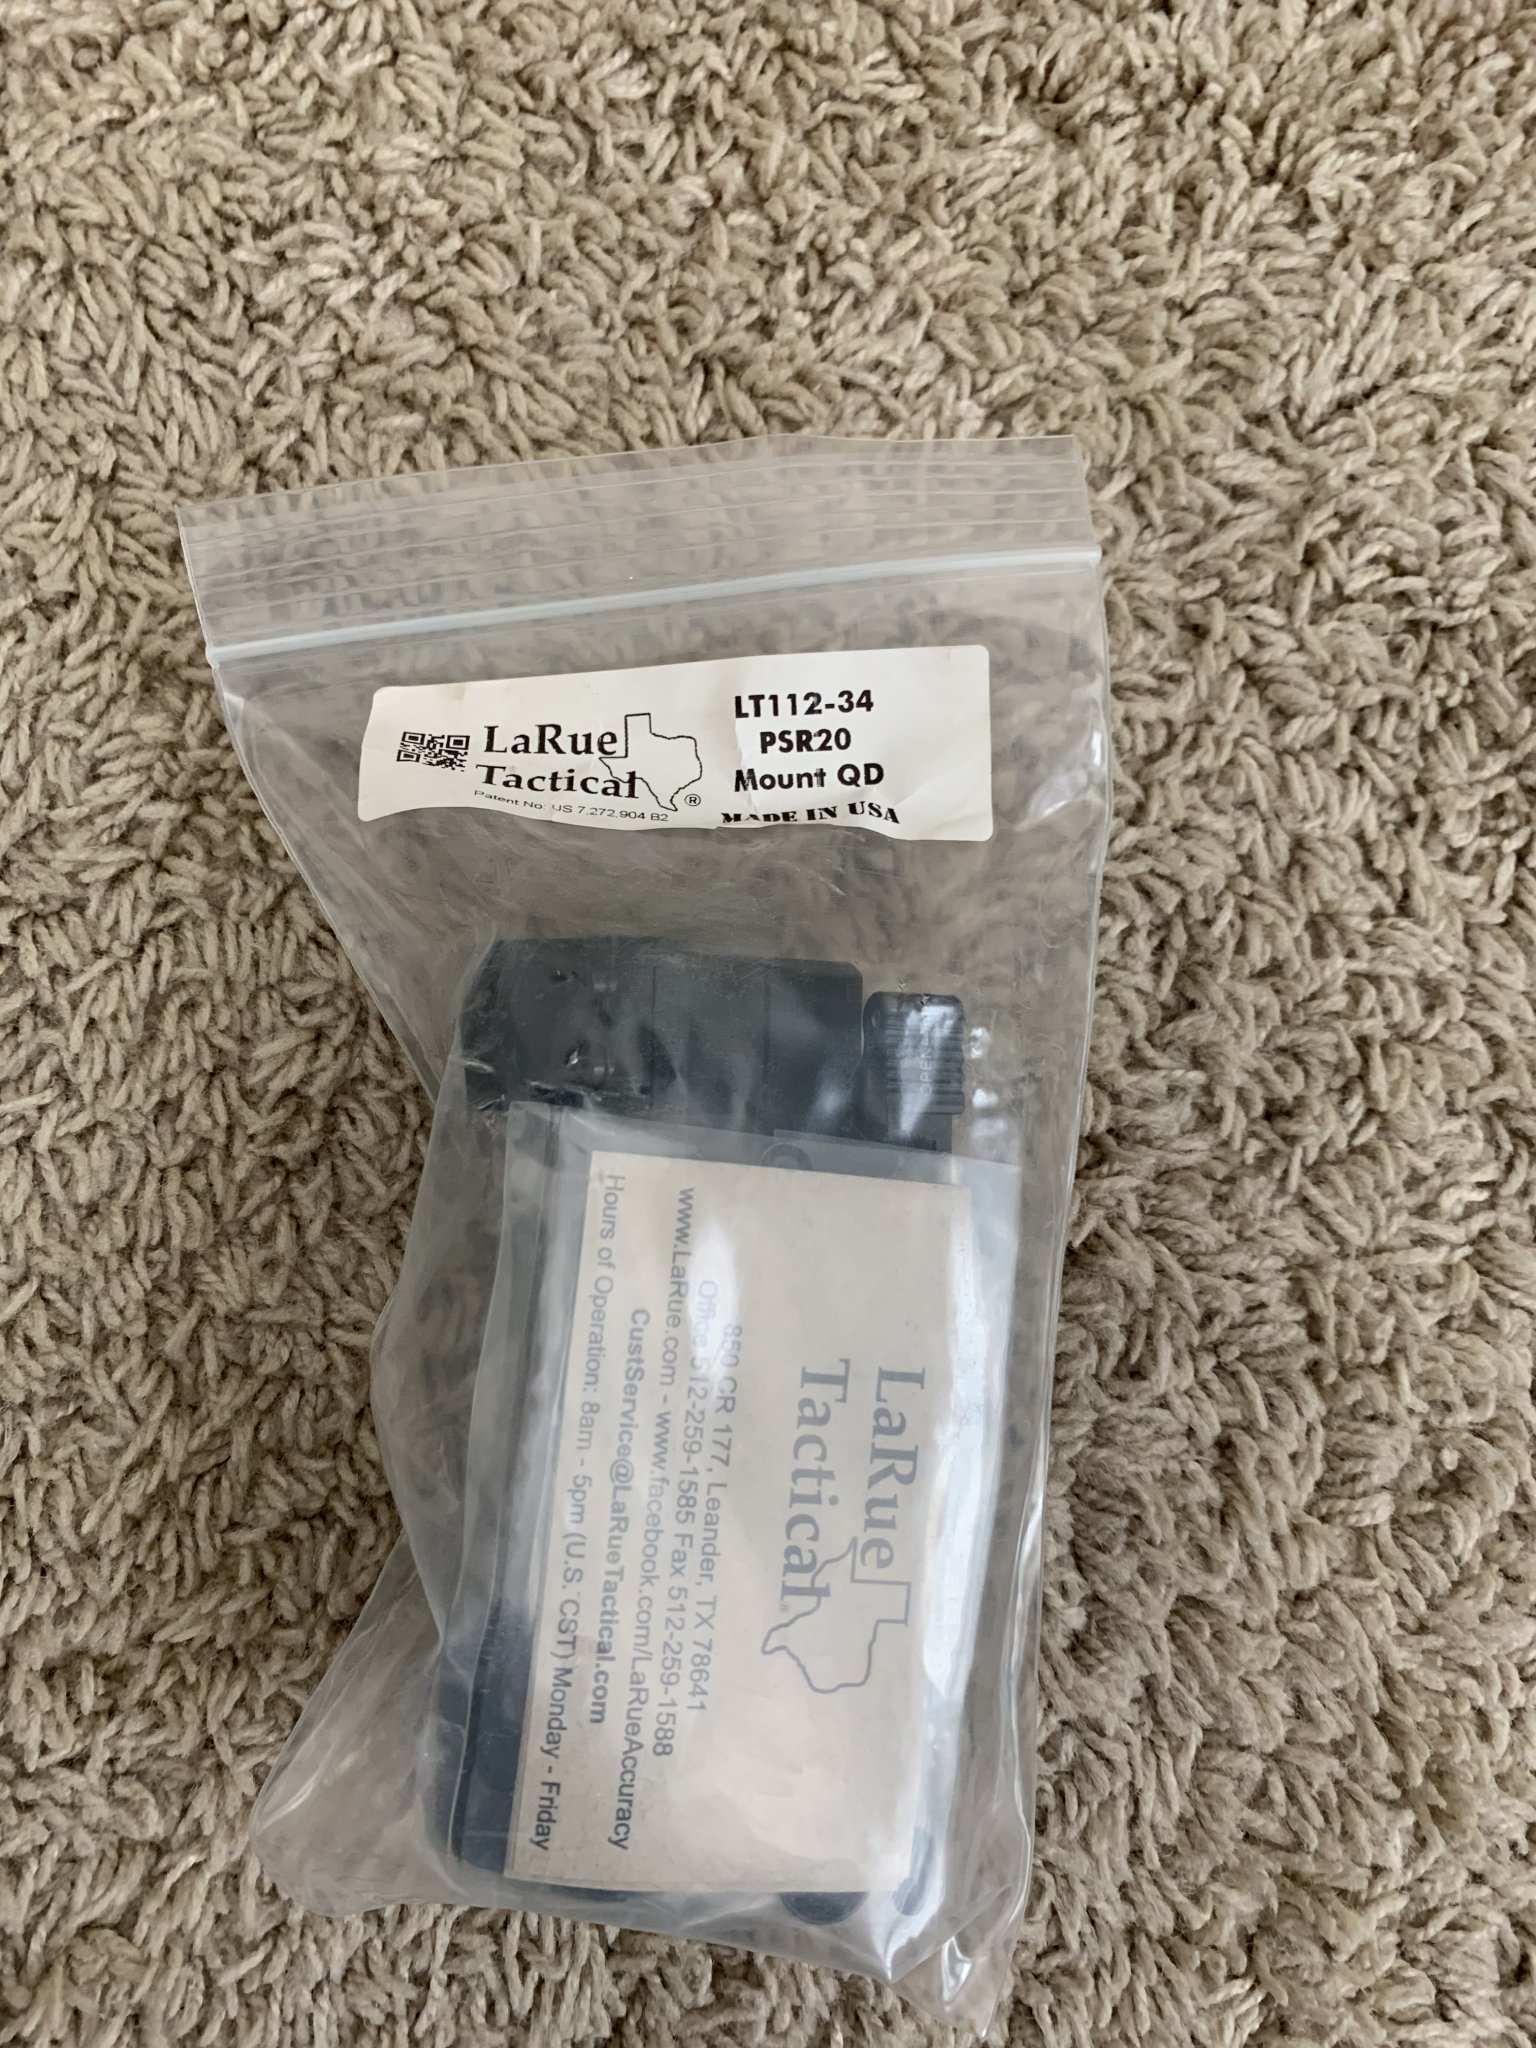 LaRue
Tactical
®
Patent No: US 7,272,904 B2
LT112-34
PSR20
Mount QD
MADE IN USA
LaRue
Tactical
®
850 CR 177, Leander, TX 78641
Office 512-259-1585 Fax 512-259-1588
www.LaRue.com - www.facebook.com/LaRueAccuracy
CustService@LaRueTactical.com
Hours of Operation: 8am - 5pm (U.S. CST) Monday - Friday